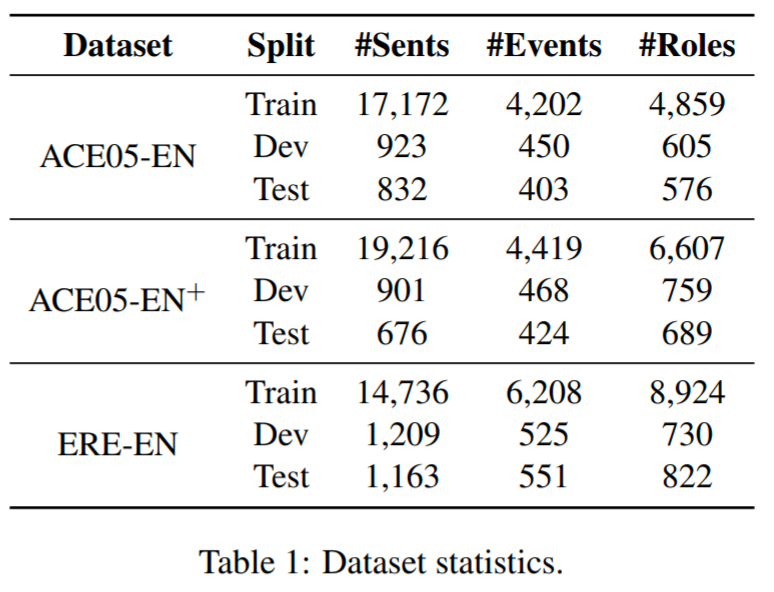 Dataset Split #Sents #Events #Roles
Train 17,172 4,202 4,859
ACE05-EN Dev 923 450 605
Test 832 403 576
Train 19,216 4,419 6,607
ACE05-EN+ Dev 901 468 759
Test 676 424 689
Train 14,736 6,208 8,924
ERE-EN Dev 1,209 525 730
Test 1,163 551 822
Table 1: Dataset statistics.